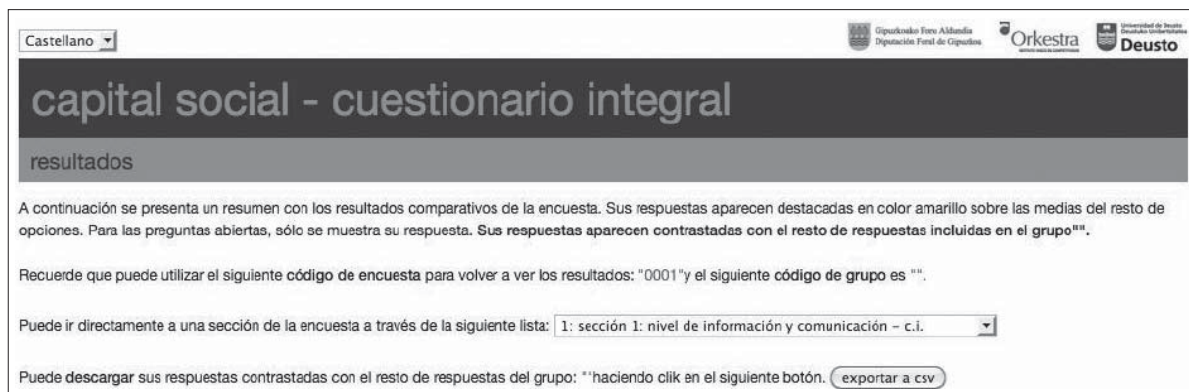 Castellano
Gipuzkoako Foro Aldundia
Diputación Foral de Gipuzkoa
Orkestra
Universidad de Deusto
Deustuko Unibertsitatea
Deusto
capital social - cuestionario integral
resultados
A continuación se presenta un resumen con los resultados comparativos de la encuesta. Sus respuestas aparecen destacadas en color amarillo sobre las medias del resto de
opciones. Para las preguntas abiertas, sólo se muestra su respuesta. Sus respuestas aparecen contrastadas con el resto de respuestas incluidas en el grupo"".
Recuerde que puede utilizar el siguiente código de encuesta para volver a ver los resultados: "0001"y el siguiente código de grupo es "".
Puede ir directamente a una sección de la encuesta a través de la siguiente lista: 1: sección 1: nivel de información y comunicación – c.i.
Puede descargar sus respuestas contrastadas con el resto de respuestas del grupo: ""haciendo clik en el siguiente botón. exportar a csv